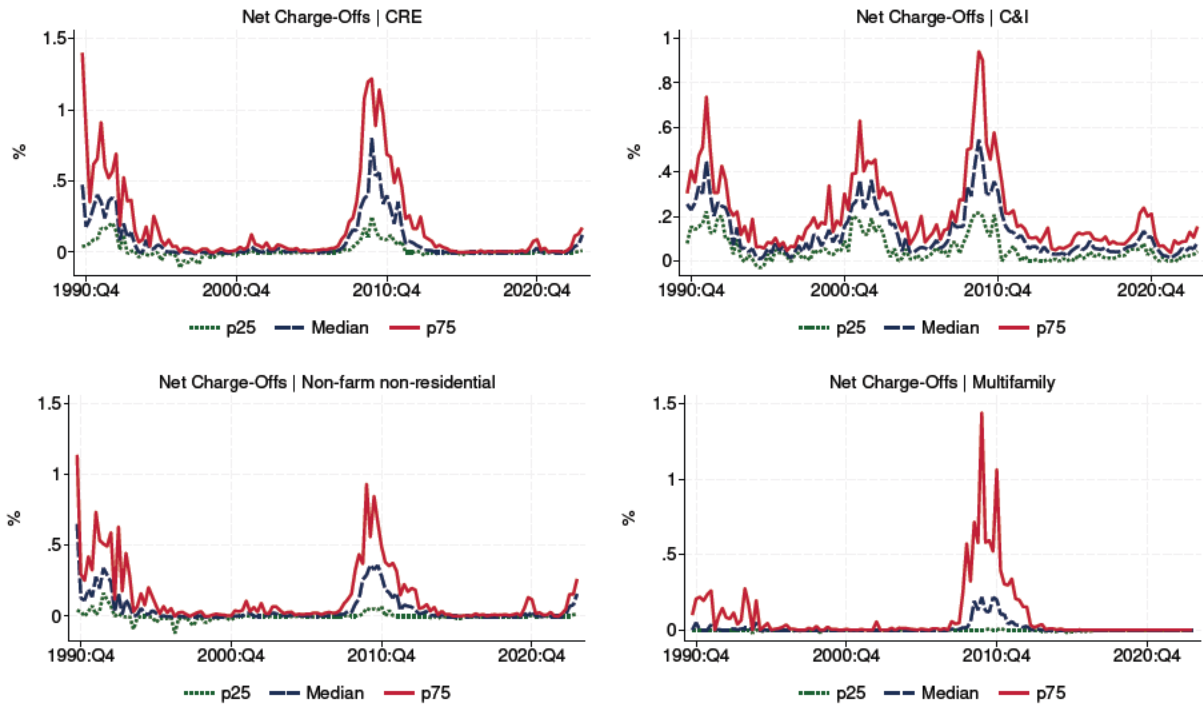 Net Charge-Offs | CRE
1.5
1
.5
0
%
1990:Q4 2000:Q4 2010:Q4 2020:Q4
p25 Median p75
Net Charge-Offs | C&I
1
.8
.6
.4
.2
0
%
1990:Q4 2000:Q4 2010:Q4 2020:Q4
p25 Median p75
Net Charge-Offs | Non-farm non-residential
1.5
1
.5
0
%
1990:Q4 2000:Q4 2010:Q4 2020:Q4
p25 Median p75
Net Charge-Offs | Multifamily
1.5
1
.5
0
%
1990:Q4 2000:Q4 2010:Q4 2020:Q4
p25 Median p75